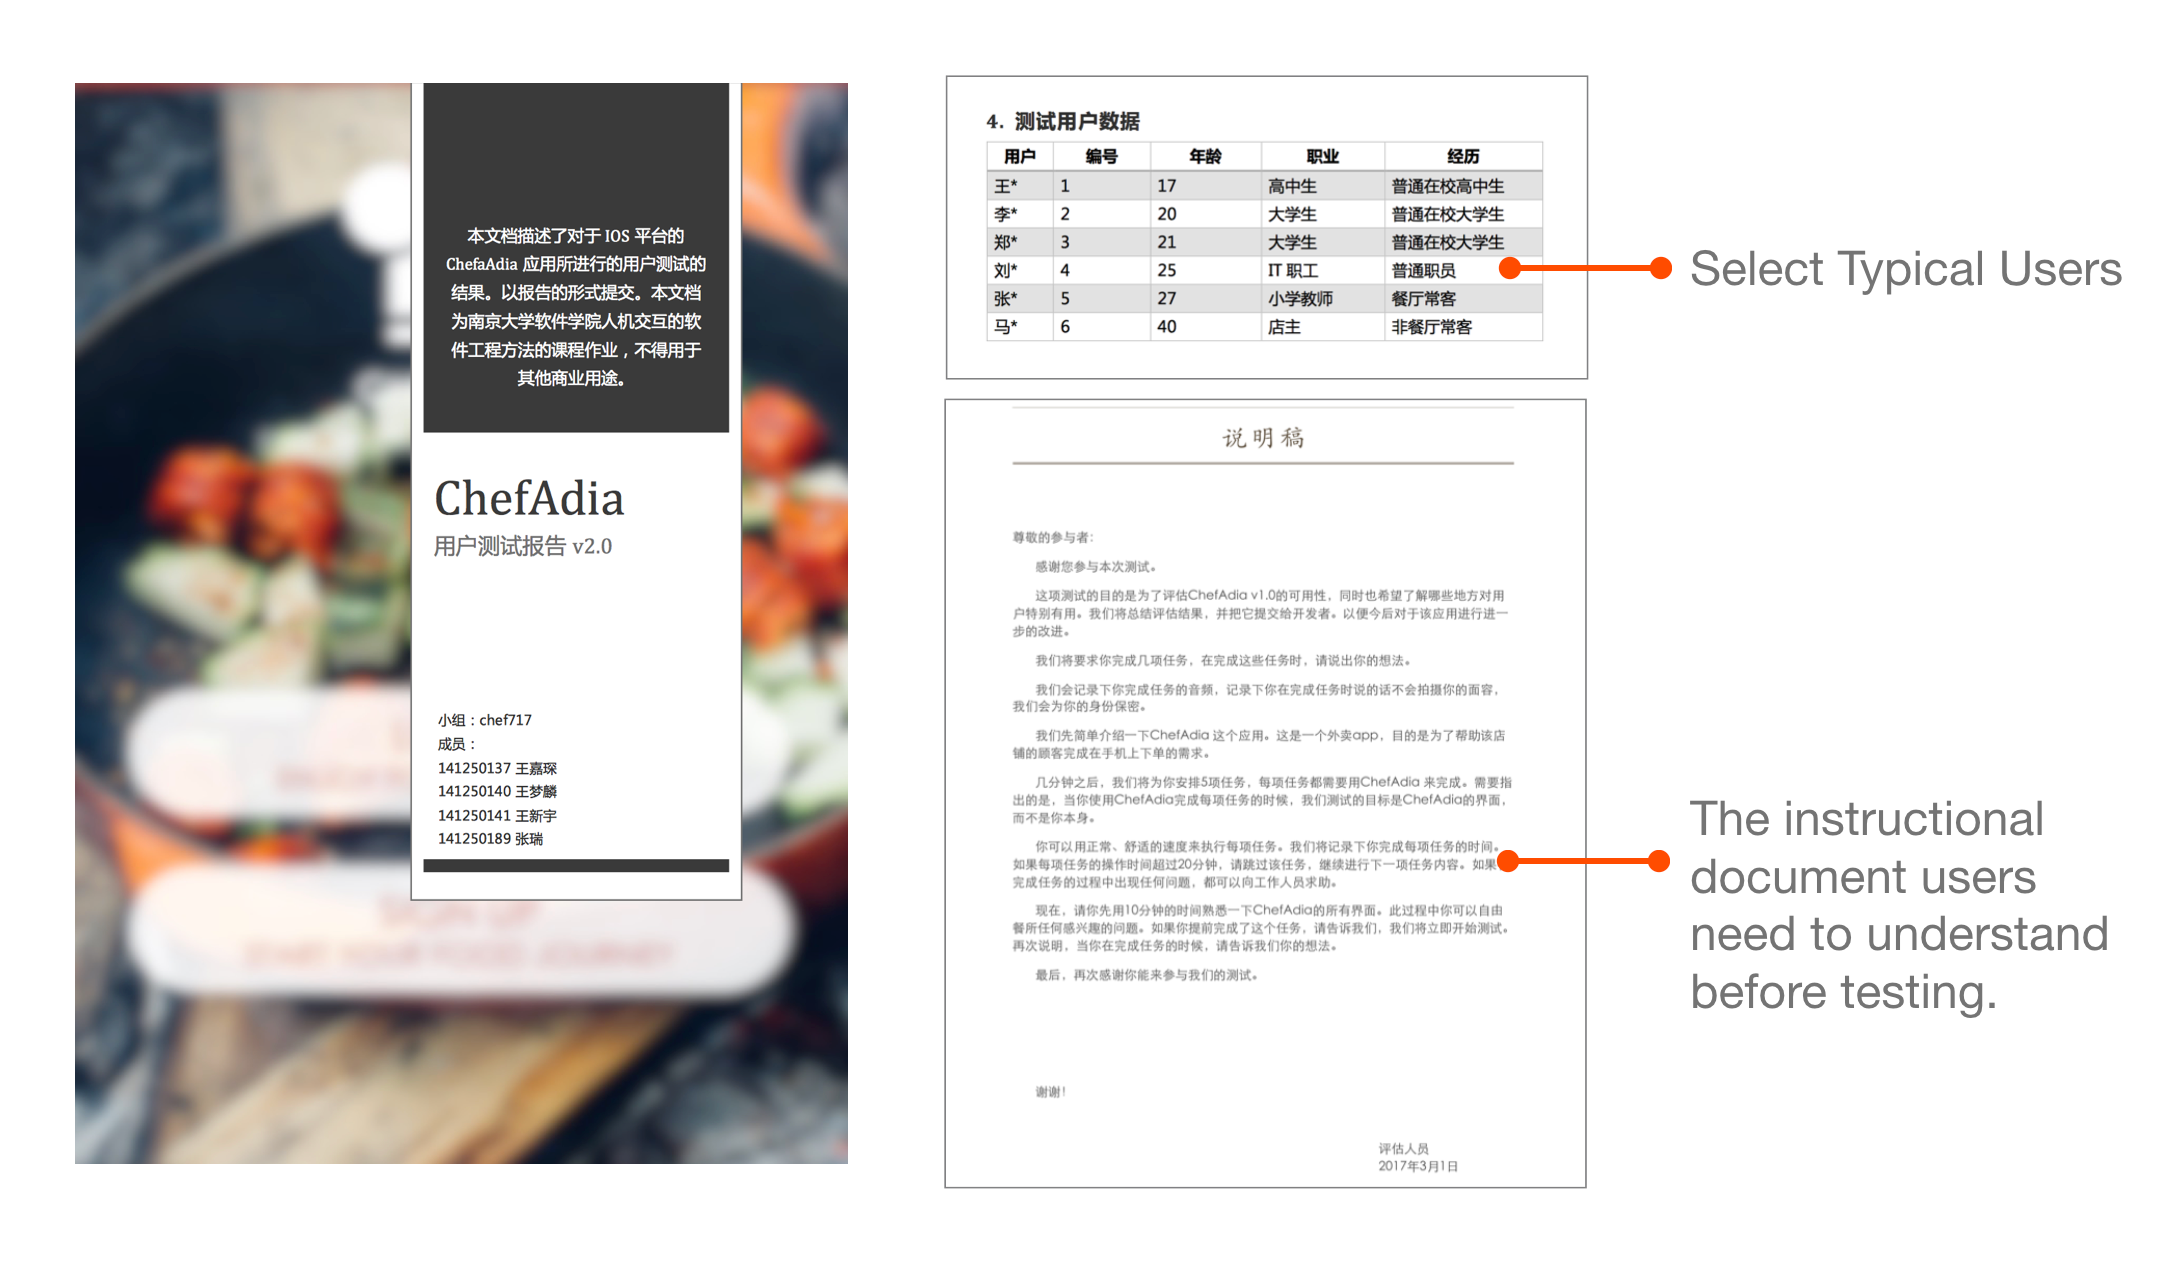 本文档描述了对于 IOS 平台的
ChefaAdia 应用所进行的用户测试的
结果。以报告的形式提交。本文档
为南京大学软件学院人机交互的软
件工程方法的课程作业，不得用于
其他商业用途。
ChefAdia
用户测试报告 v2.0
小组：chef717
成员：
141250137 王嘉琛
141250140 王梦麟
141250141 王新宇
141250189 张瑞
SIGN UP
START YOUR FOOD JOURNEY
4. 测试用户数据
用户 编号 年龄 职业 经历
王* 1 17 高中生 普通在校高中生
李* 2 20 大学生 普通在校大学生
郑* 3 21 大学生 普通在校大学生
刘* 4 25 IT 职工 普通职员
张* 5 27 小学教师 餐厅常客
马* 6 40 店主 非餐厅常客
Select Typical Users
说明稿
尊敬的参与者：
感谢您参与本次测试。
这项测试的目的是为了评估ChefAdia v1.0的可用性，同时也希望了解哪些地方对用
户特别有用。我们将总结评估结果，并把它提交给开发者。以便今后对于该应用进行进一
步的改进。
我们将要求你完成几项任务，在完成这些任务时，请说出你的想法。
我们会记录下你完成任务的音频，记录下你在完成任务时说的话不会拍摄你的面容，
我们会为你的身份保密。
我们先简单介绍一下ChefAdia 这个应用。这是一个外卖app，目的是为了帮助该店
铺的顾客完成在手机上下单的需求。
几分钟之后，我们将为你安排5项任务，每项任务都需要用ChefAdia 来完成。需要指
出的是，当你使用ChefAdia完成每项任务的时候，我们测试的目标是ChefAdia的界面，
而不是你本身。
你可以用正常、舒适的速度来执行每项任务。我们将记录下你完成每项任务的时间。
如果每项任务的操作时间超过20分钟，请跳过该任务，继续进行下一项任务内容。如果
完成任务的过程中出现任何问题，都可以向工作人员求助。
现在，请你先用10分钟的时间熟悉一下ChefAdia的所有界面。此过程中你可以自由
餐所任何感兴趣的问题。如果你提前完成了这个任务，请告诉我们，我们将立即开始测试。
再次说明，当你在完成任务的时候，请告诉我们你的想法。
最后，再次感谢你能来参与我们的测试。
谢谢！
评估人员
2017年3月1日
The instructional
document users
need to understand
before testing.